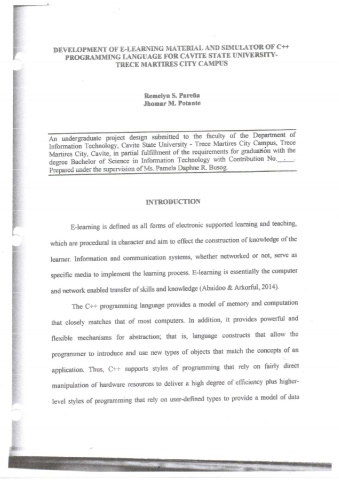 DEVELOPMENT OF E-LEARNING MATERIAL AND SIMULATOR OF C++
PROGRAMMING LANGUAGE FOR CAVITE STATE UNIVERSITY-
TRECE MARTIRES CITY CAMPUS
Remelyn S. Pareña
Jhomar M. Potante
An undergraduate project design submitted to the faculty of the Department of
Information Technology, Cavite State University - Trece Martires City Campus, Trece
Martires City, Cavite, in partial fulfillment of the requirements for graduation with the
degree Bachelor of Science in Information Technology with Contribution No.
Prepared under the supervision of Ms. Pamela Daphne R. Busog.
INTRODUCTION
E-learning is defined as all forms of electronic supported learning and teaching,
which are procedural in character and aim to effect the construction of knowledge of the
learner. Information and communication systems, whether networked or not, serve as
specific media to implement the learning process. E-learning is essentially the computer
and network enabled transfer of skills and knowledge (Abaidoo & Arkorful, 2014).
The C++ programming language provides a model of memory and computation
that closely matches that of most computers. In addition, it provides powerful and
flexible mechanisms for abstraction; that is, language constructs that allow the
programmer to introduce and use new types of objects that match the concepts of an
application. Thus, C++ supports styles of programming that rely on fairly direct
manipulation of hardware resources to deliver a high degree of efficiency plus higher-
level styles of programming that rely on user-defined types to provide a model of data